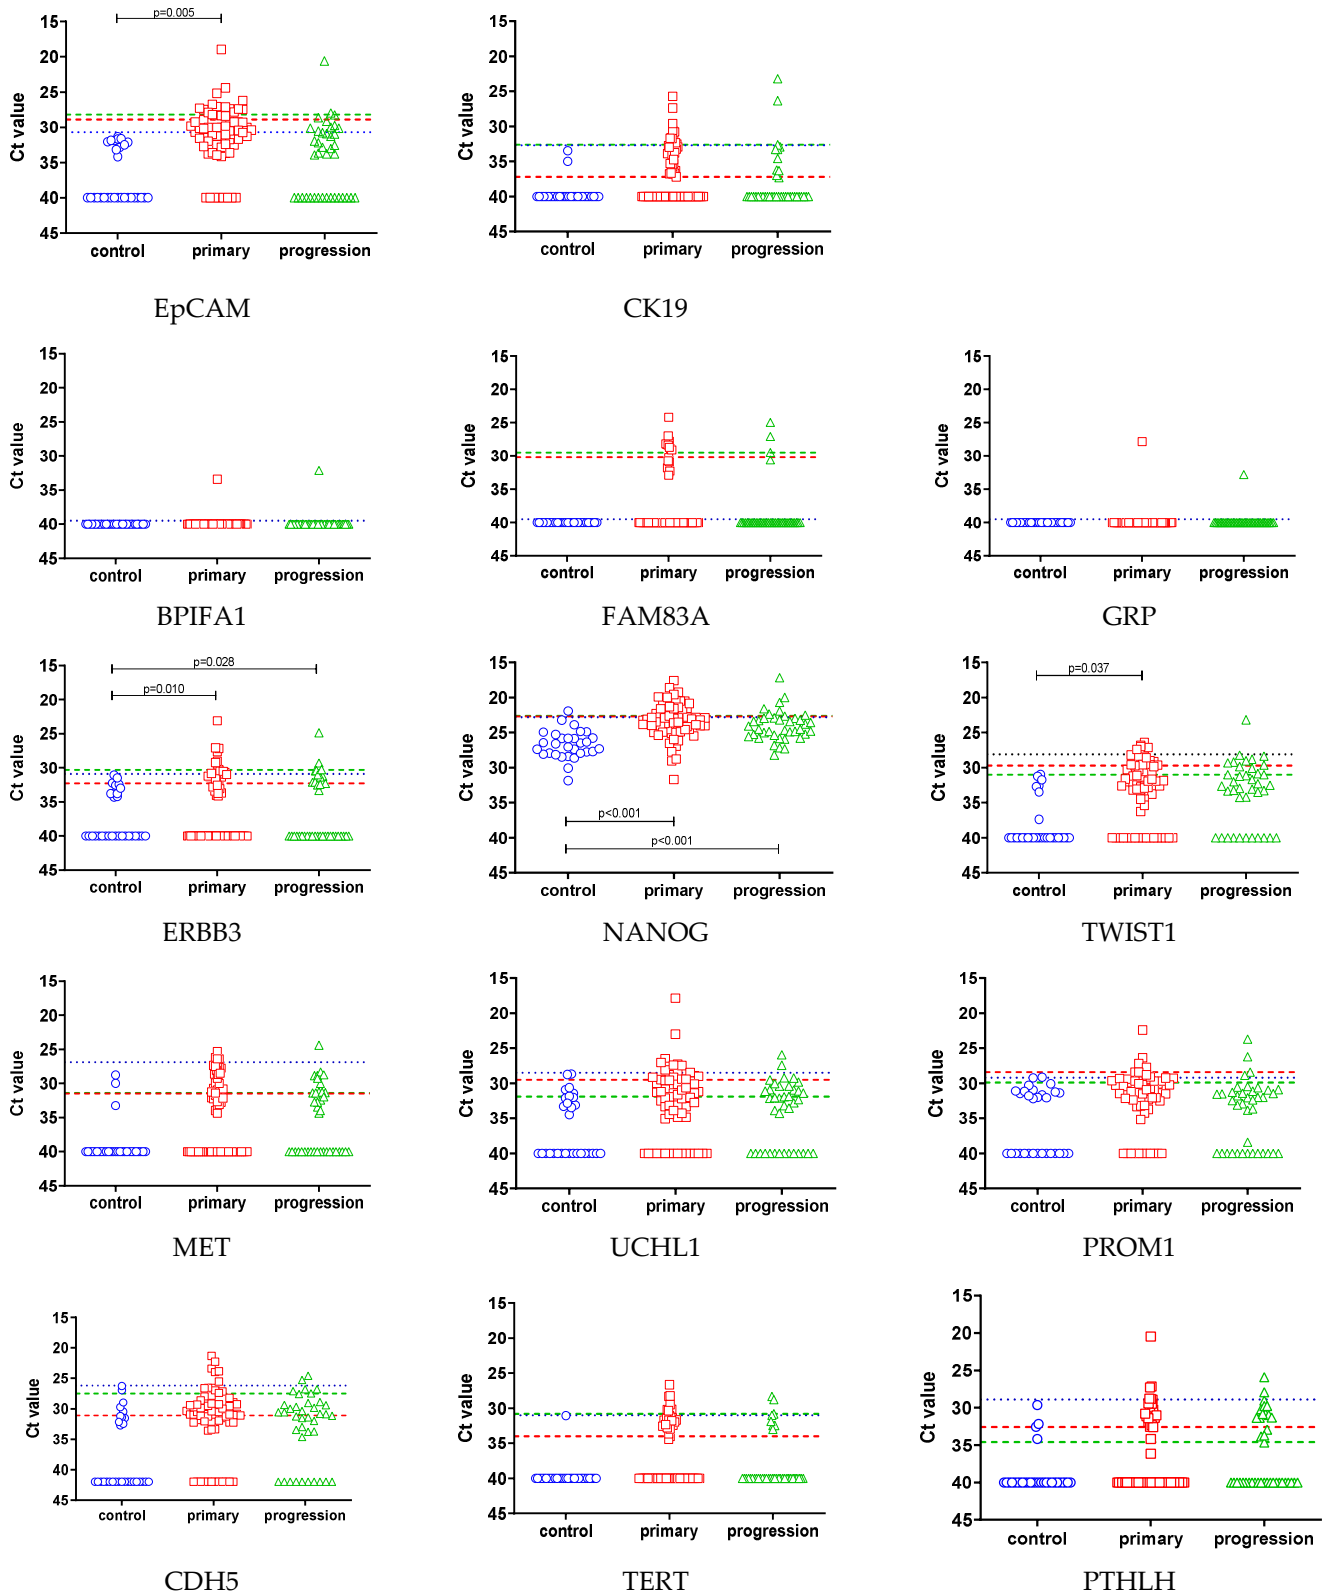 p=0.005
15
20
25
30
35
40
45
Ct value
control primary progression
EpCAM
15
20
25
30
35
40
45
Ct value
control primary progression
CK19
15
20
25
30
35
40
45
Ct value
control primary progression
BPIFA1
15
20
25
30
35
40
45
Ct value
control primary progression
FAM83A
15
20
25
30
35
40
45
Ct value
control primary progression
GRP
p=0.028
p=0.010
15
20
25
30
35
40
45
Ct value
control primary progression
ERBB3
15
20
25
30
35
40
45
Ct value
p<0.001
p<0.001
control primary progression
NANOG
p=0.037
15
20
25
30
35
40
45
Ct value
control primary progression
TWIST1
15
20
25
30
35
40
45
Ct value
control primary progression
MET
15
20
25
30
35
40
45
Ct value
control primary progression
UCHL1
15
20
25
30
35
40
45
Ct value
control primary progression
PROM1
15
20
25
30
35
40
45
Ct value
control primary progression
CDH5
15
20
25
30
35
40
45
Ct value
control primary progression
TERT
15
20
25
30
35
40
45
Ct value
control primary progression
PTHLH